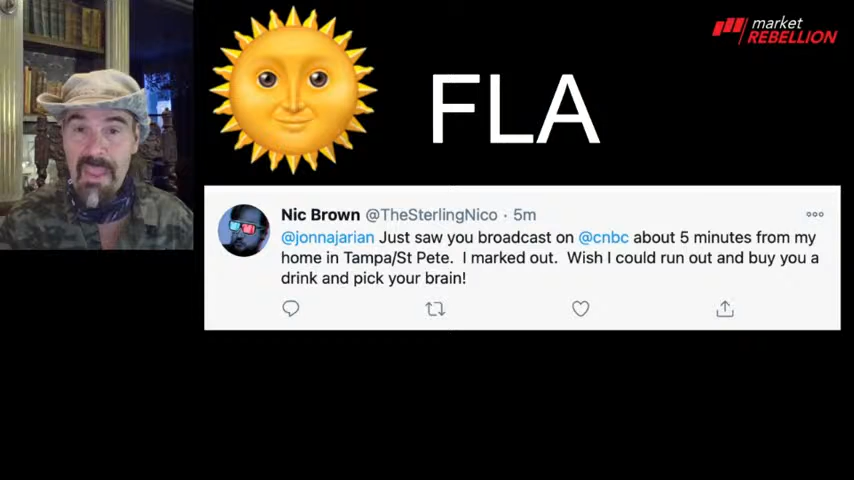 market
REBELLION
FLA
Nic Brown @TheSterlingNico · 5m
@jonnajarian Just saw you broadcast on @cnbc about 5 minutes from my
home in Tampa/St Pete.  I marked out.  Wish I could run out and buy you a
drink and pick your brain!